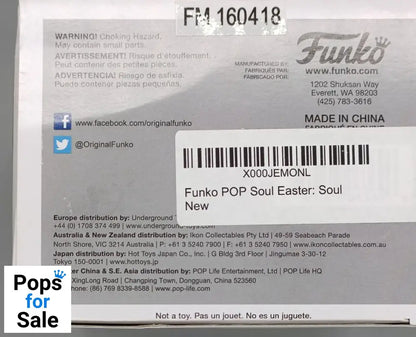 FM 160418
WARNING! Choking Hazard.
May contain small parts.
AVERTISSEMENT! Risque d'étouffement.
Peut contenir des petites pièces.
ADVERTENCIA! Riesgo de asfixia.
Puede contener piezas pequeñas.
MANUFACTURED BY:
FABRIQUÉS PAR:
FABRICADO POR:
Funko
www.funko.com
1202 Shuksan Way
Everett, WA 98203
(425) 783-3616
MADE IN CHINA
FABRIQUÉ EN CHINE
www.facebook.com/originalfunko
@OriginalFunko
X000JEMONL
Funko POP Soul Easter: Soul
New
Europe distribution by: Underground
+44 (0) 1708 374 499 | www.underground
Australia & New Zealand distribution by: Ikon Collectables Pty Ltd | 49-59 Seabeach Parade
North Shore, VIC 3214 Australia | P: +61 3 5240 7900 | F: +61 3 5240 7950 | www.ikoncollectables.com.au
Japan distribution by: Hot Toys Japan Co., Inc. | G Bldg 3rd Floor | Jingumae 3-30-12
Tokyo 150-0001 | www.hottoys.jp
China & S.E. Asia distribution by: POP Life Entertainment, Ltd | POP Life HQ
XingLong Road | Changping Town, Dongguan, China 523560
Phone: (86) 769 8339-8588 | www.pop-life.com
Not a toy. Pas un jouet. No es un juguete.
Pops
for
Sale